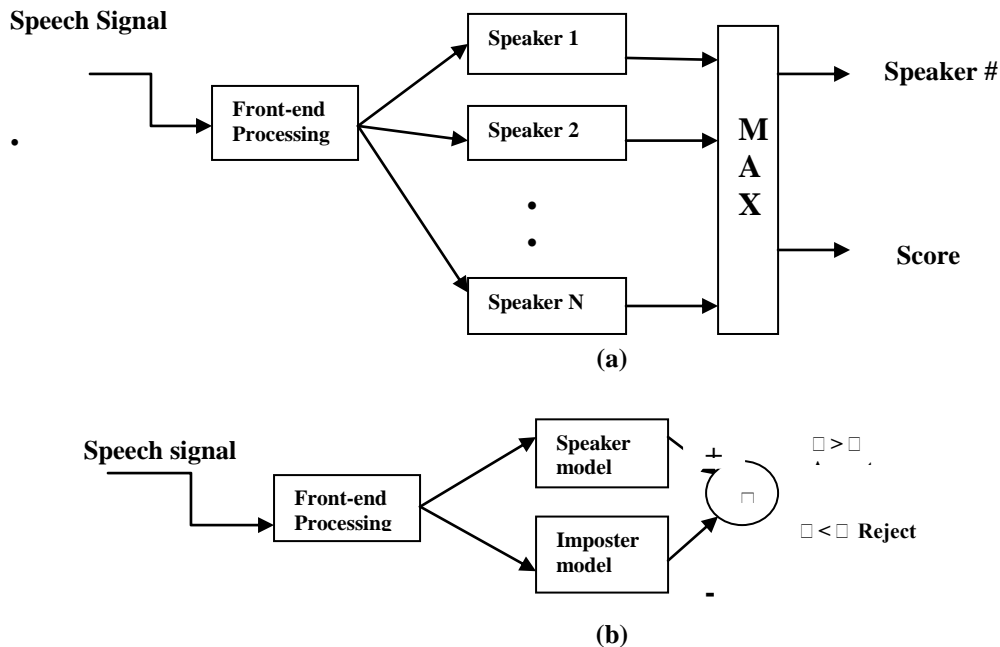 Speech Signal
Front-end
Processing
Speaker 1
Speaker 2
Speaker N
M
A
X
Speaker #
Score
(a)
Speech signal
Front-end
Processing
Speaker
model
Imposter
model
+
-
□
□ > □
□ < □ Reject
(b)